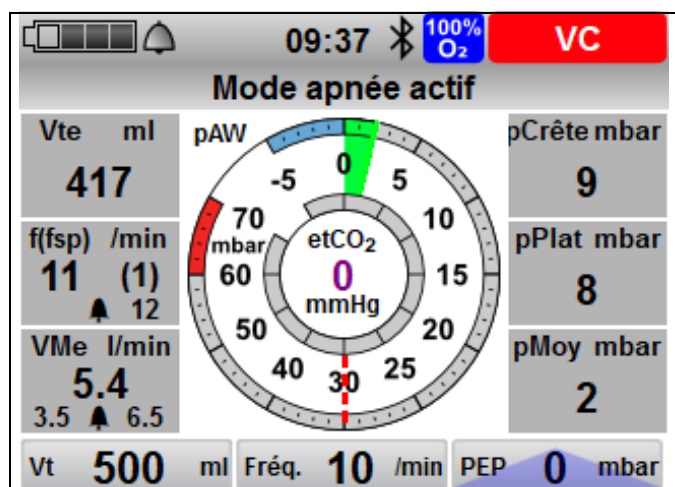 09:37 100% O₂ VC
Mode apnée actif
Vte ml
417
f(fsp) /min
11 (1)
12
VMe l/min
5.4
3.5 6.5
pAW
-5 0 5
70 10
mbar
60 15
50 20
40 30 25
etCO₂
0
mmHg
pCrête mbar
9
pPlat mbar
8
pMoy mbar
2
Vt 500 ml Fréq. 10 /min PEP 0 mbar